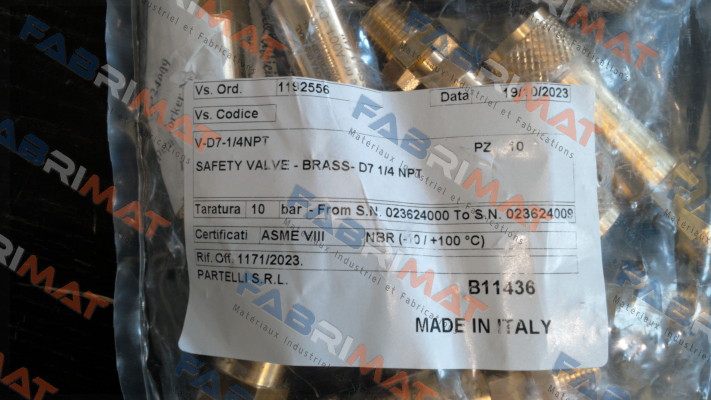 Vs. Ord. 1192556 Data 19/10/2023
Vs. Codice
V-D7-1/4NPT PZ 10
SAFETY VALVE - BRASS- D7 1/4 NPT
Taratura 10 bar - From S.N. 023624000 To S.N. 023624009
Certificati ASME VIII NBR (-10 / +100 °C)
Rif. Off. 1171/2023.
PARTELLI S.R.L.
B11436
MADE IN ITALY
FABRIMAT
Materiaux Industriel et Fabrications